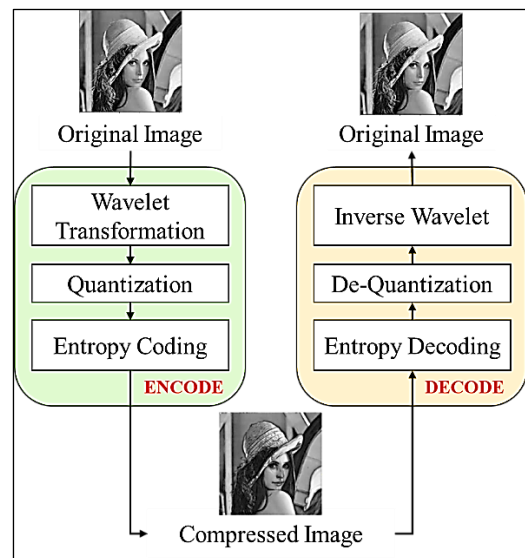 Original Image
Wavelet
Transformation
Quantization
Entropy Coding
ENCODE
Compressed Image
Original Image
Inverse Wavelet
De-Quantization
Entropy Decoding
DECODE